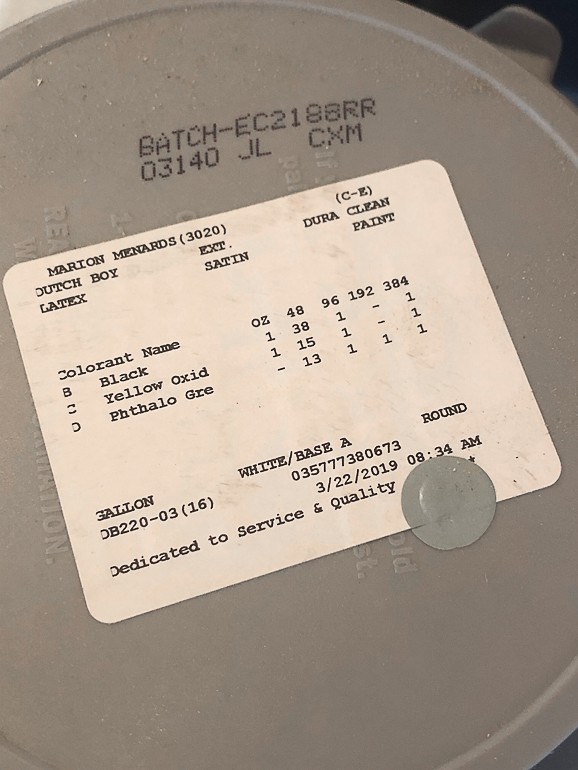 BATCH-EC2188RR
03140 JL CXM
(C-E)
MARION MENARDS(3020) DURA CLEAN
DUTCH BOY EXT. PAINT
LATEX SATIN
Colorant Name OZ 48 96 192 384
B Black 1 38 1 - 1
C Yellow Oxid 1 15 1 - 1
D Phthalo Gre - 13 1 1 1
WHITE/BASE A ROUND
GALLON 035777380673
DB220-03(16) 3/22/2019 08:34 AM
Dedicated to Service & Quality